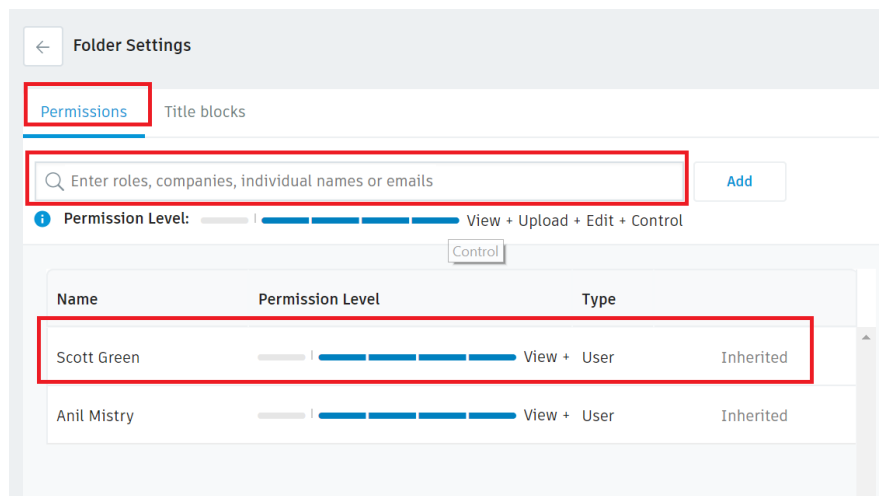 Folder Settings
Permissions Title blocks
Enter roles, companies, individual names or emails Add
Permission Level: View + Upload + Edit + Control
Control
Name Permission Level Type
Scott Green View + User Inherited
Anil Mistry View + User Inherited